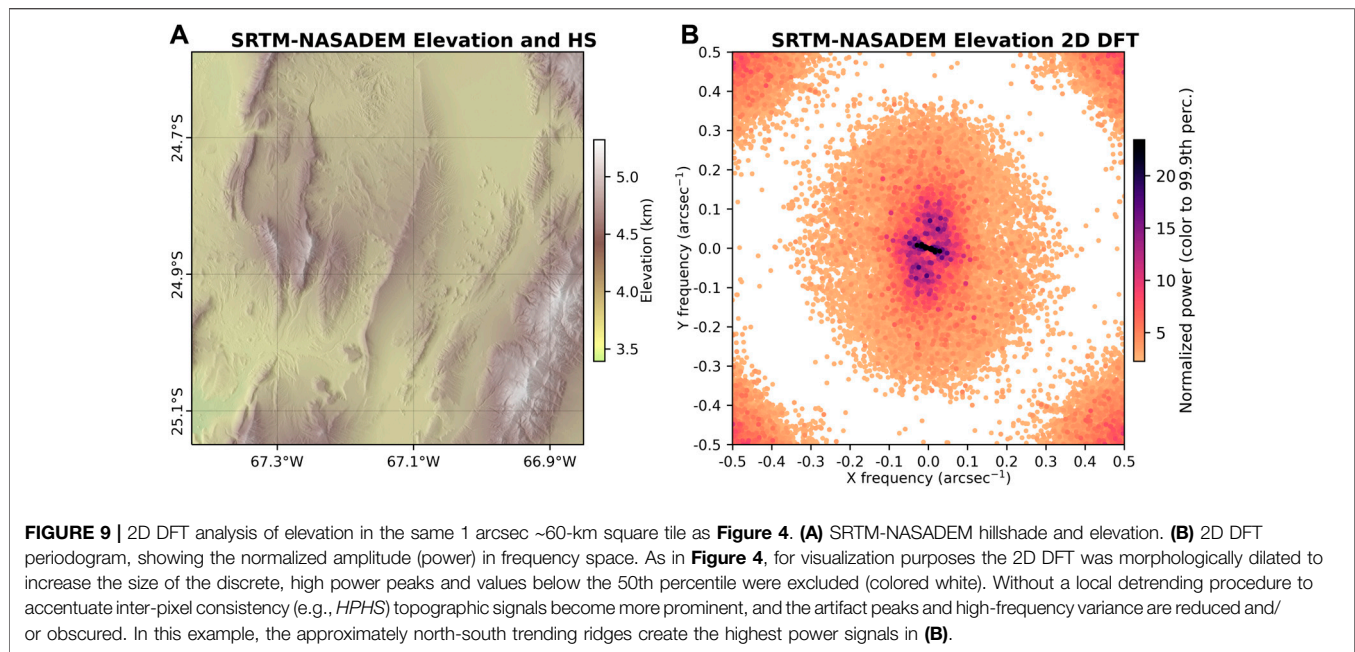 A
SRTM-NASADEM Elevation and HS
24.7°S
24.9°S
25.1°S
67.3°W
67.1°W
66.9°W
5.0
4.5
4.0
3.5
Elevation (km)
B
SRTM-NASADEM Elevation 2D DFT
0.5
0.4
0.3
0.2
0.1
0.0
-0.1
-0.2
-0.3
-0.4
-0.5
Y frequency (arcsec⁻¹)
-0.5
-0.4
-0.3
-0.2
-0.1
0.0
0.1
0.2
0.3
0.4
0.5
X frequency (arcsec⁻¹)
20
15
10
5
Normalized power (color to 99.9th perc.)
FIGURE 9 | 2D DFT analysis of elevation in the same 1 arcsec ~60-km square tile as Figure 4. (A) SRTM-NASADEM hillshade and elevation. (B) 2D DFT
periodogram, showing the normalized amplitude (power) in frequency space. As in Figure 4, for visualization purposes the 2D DFT was morphologically dilated to
increase the size of the discrete, high power peaks and values below the 50th percentile were excluded (colored white). Without a local detrending procedure to
accentuate inter-pixel consistency (e.g., HPHS) topographic signals become more prominent, and the artifact peaks and high-frequency variance are reduced and/
or obscured. In this example, the approximately north-south trending ridges create the highest power signals in (B).